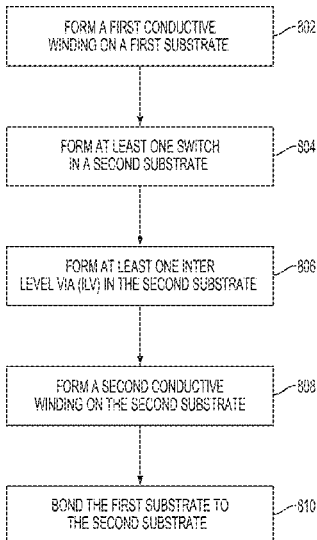 FORM A FIRST CONDUCTIVE
WINDING ON A FIRST SUBSTRATE
802
FORM AT LEAST ONE SWITCH
IN A SECOND SUBSTRATE
804
FORM AT LEAST ONE INTER
LEVEL VIA (ILV) IN THE SECOND SUBSTRATE
806
FORM A SECOND CONDUCTIVE
WINDING ON THE SECOND SUBSTRATE
808
BOND THE FIRST SUBSTRATE TO
THE SECOND SUBSTRATE
810